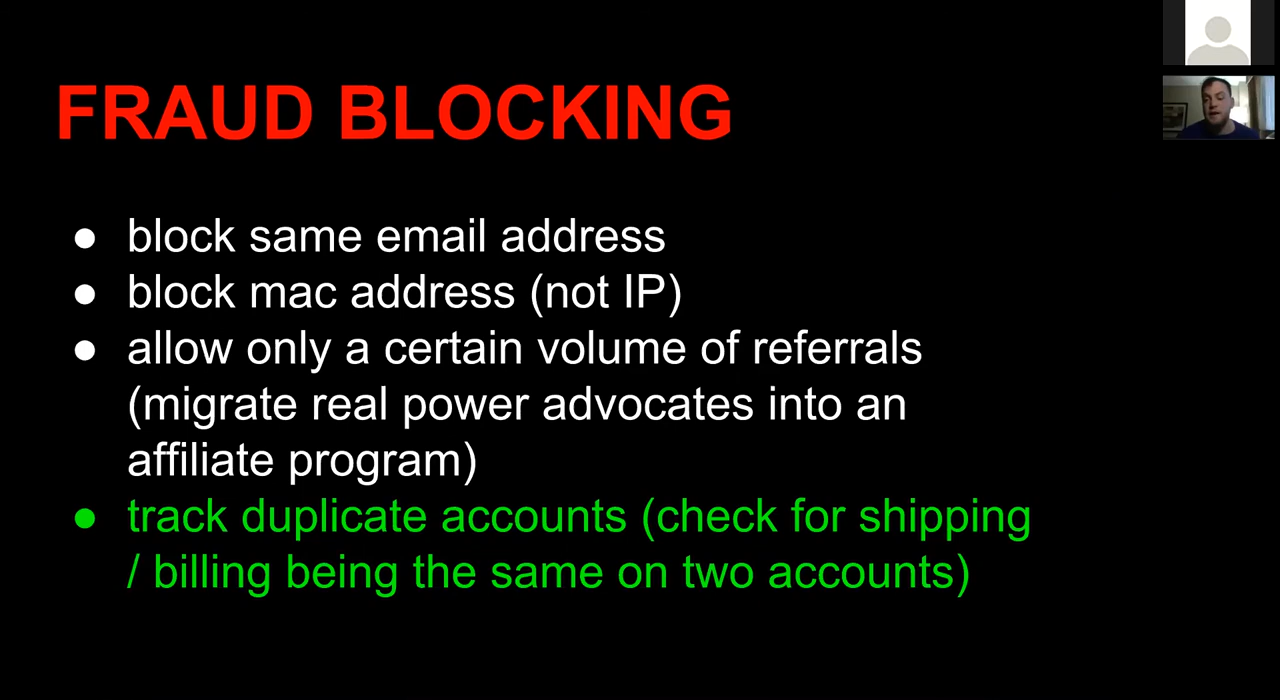 FRAUD BLOCKING
● block same email address
● block mac address (not IP)
● allow only a certain volume of referrals
(migrate real power advocates into an
affiliate program)
● track duplicate accounts (check for shipping
/ billing being the same on two accounts)